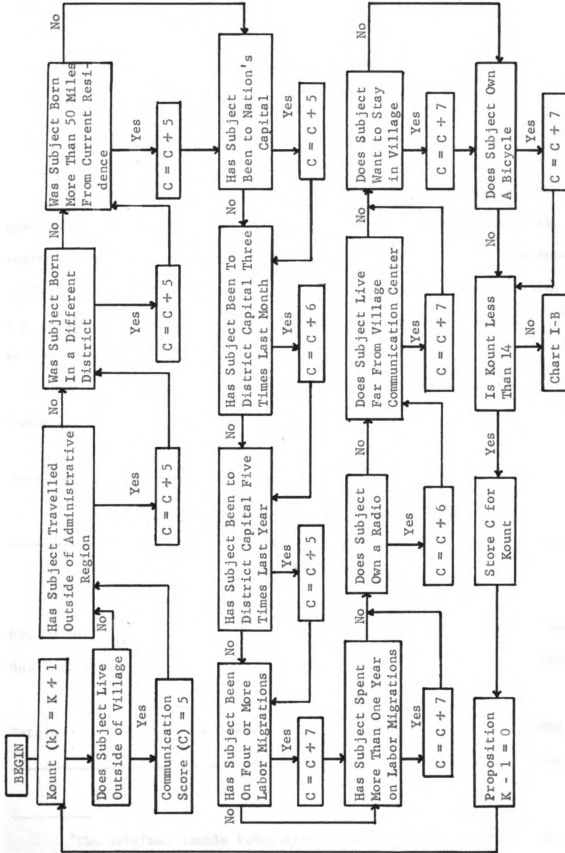 BEGIN
Kount (k) = K + 1
Does Subject Live
Outside of Village
No
Yes
Communication
Score (C) = 5
Has Subject Travelled
Outside of Administrative
Region
No
Yes
C = C + 5
Was Subject Born
In a Different
District
No
Yes
C = C + 5
Was Subject Born
More Than 50 Miles
From Current Resi-
dence
No
Yes
C = C + 5
Has Subject
Been to Nation's
Capital
No
Yes
C = C + 5
Has Subject Been To
District Capital Three
Times Last Month
No
Yes
C = C + 6
Has Subject Been to
District Capital Five
Times Last Year
No
Yes
C = C + 5
Has Subject Been
On Four or More
Labor Migrations
No
Yes
C = C + 7
Has Subject Spent
More Than One Year
on Labor Migrations
No
Yes
C = C + 7
Does Subject
Own a Radio
No
Yes
C = C + 6
Does Subject Live
Far From Village
Communication Center
No
Yes
C = C + 7
Does Subject
Want to Stay
in Village
No
Yes
C = C + 7
Does Subject Own
A Bicycle
No
Yes
C = C + 7
Is Kount Less
Than 14
No
Chart I-B
Yes
Store C for
Kount
Proposition
K - 1 = 0